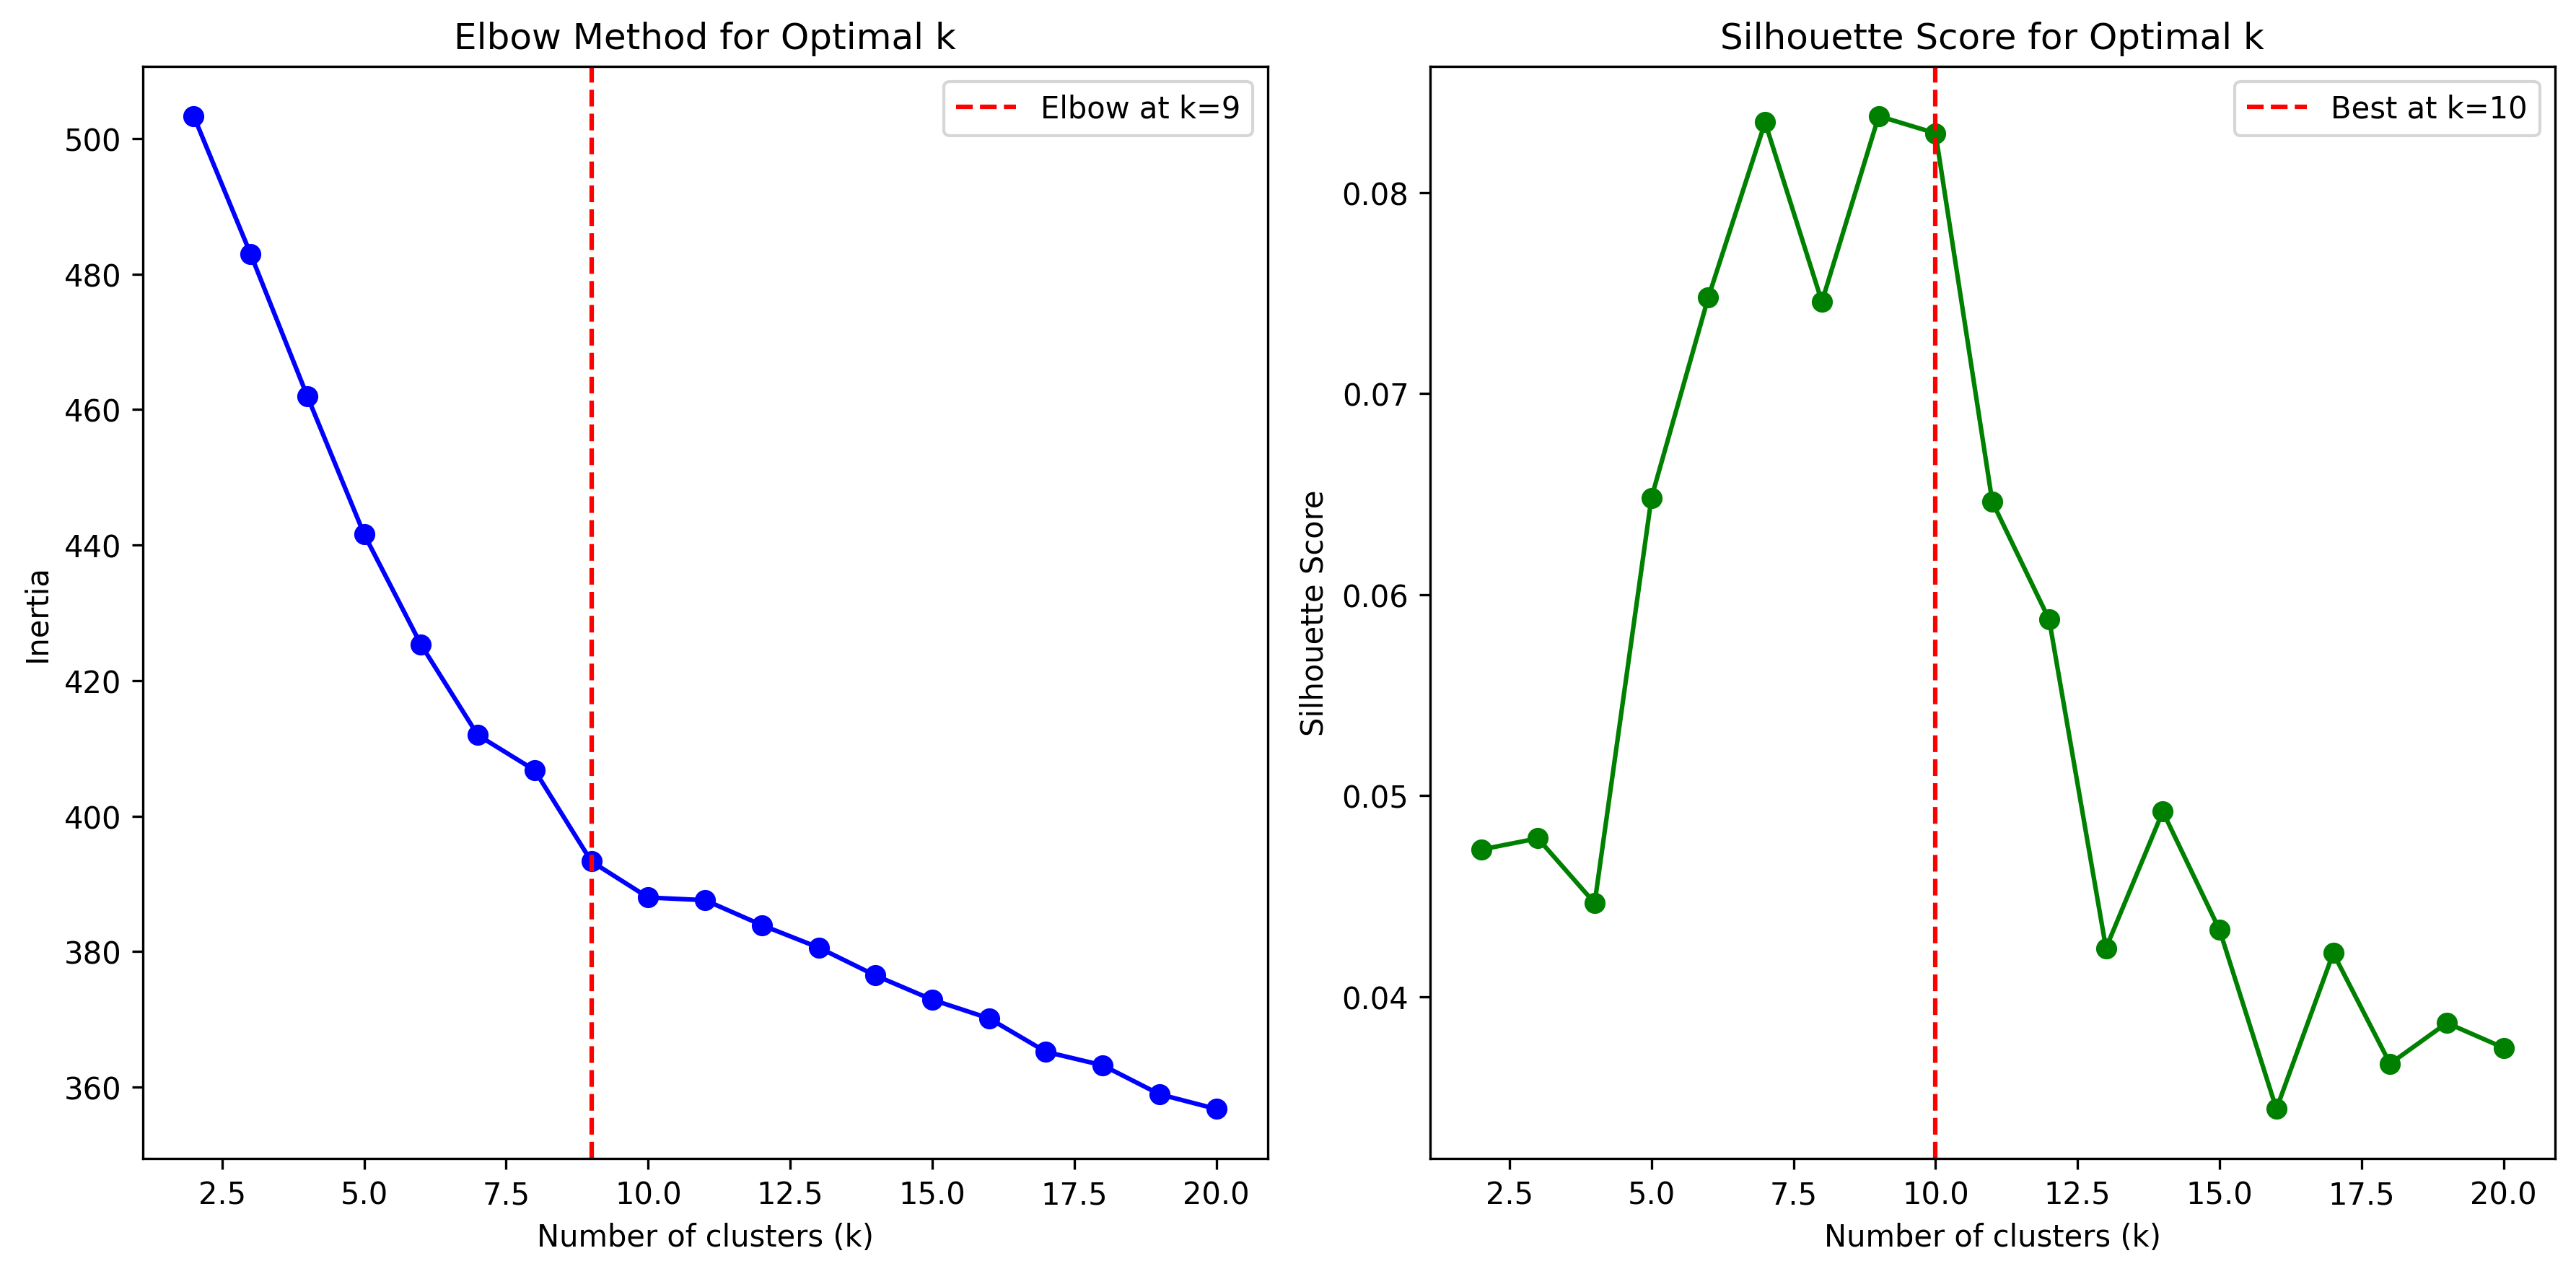 Elbow Method for Optimal k
Elbow at k=9
500
480
460
440
420
400
380
360
Inertia
2.5 5.0 7.5 10.0 12.5 15.0 17.5 20.0
Number of clusters (k)
Silhouette Score for Optimal k
Best at k=10
0.08
0.07
0.06
0.05
0.04
Silhouette Score
2.5 5.0 7.5 10.0 12.5 15.0 17.5 20.0
Number of clusters (k)